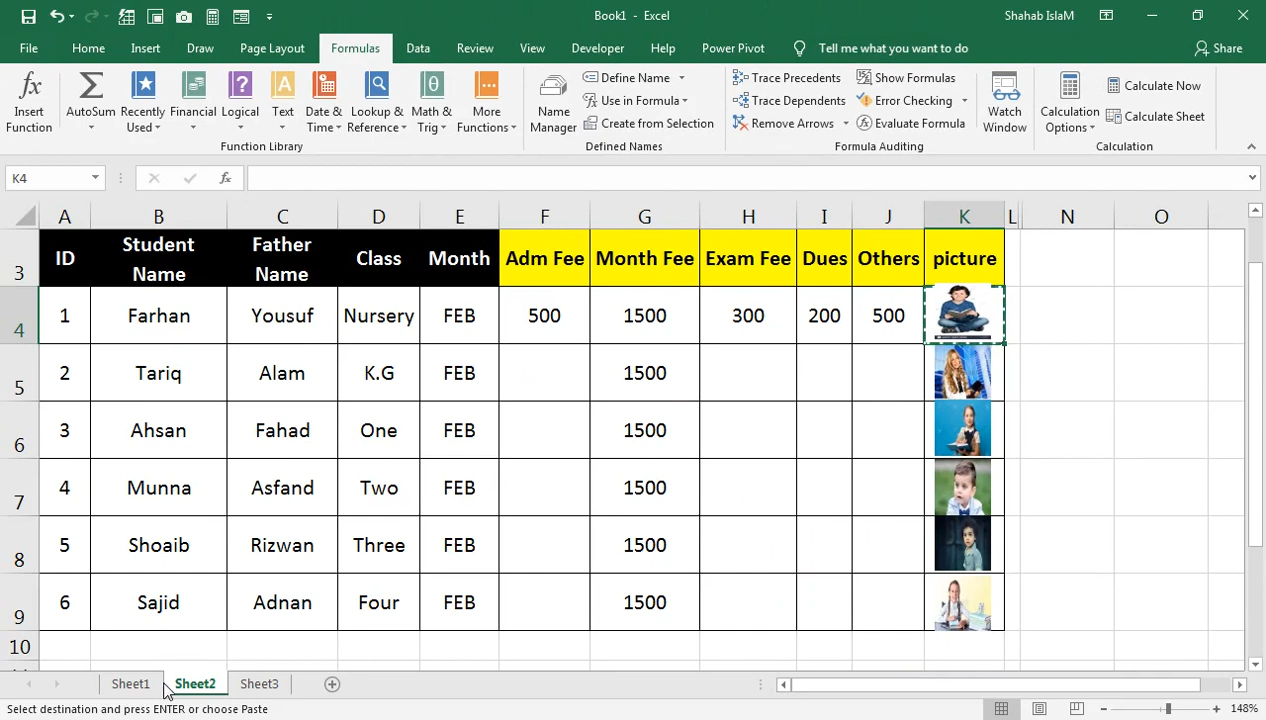 Book1 - Excel
Shahab IslaM
File Home Insert Draw Page Layout Formulas Data Review View Developer Help Power Pivot Tell me what you want to do Share
Insert Function
AutoSum
Recently Used
Financial
Logical
Text
Date & Time
Lookup & Reference
Math & Trig
More Functions
Function Library
Name Manager
Define Name
Use in Formula
Create from Selection
Defined Names
Trace Precedents
Trace Dependents
Remove Arrows
Show Formulas
Error Checking
Evaluate Formula
Formula Auditing
Watch Window
Calculation Options
Calculate Now
Calculate Sheet
Calculation
K4 fx
A B C D E F G H I J K L N O
3 ID Student Name Father Name Class Month Adm Fee Month Fee Exam Fee Dues Others picture
4 1 Farhan Yousuf Nursery FEB 500 1500 300 200 500
5 2 Tariq Alam K.G FEB 1500
6 3 Ahsan Fahad One FEB 1500
7 4 Munna Asfand Two FEB 1500
8 5 Shoaib Rizwan Three FEB 1500
9 6 Sajid Adnan Four FEB 1500
10
Sheet1 Sheet2 Sheet3
Select destination and press ENTER or choose Paste
148%